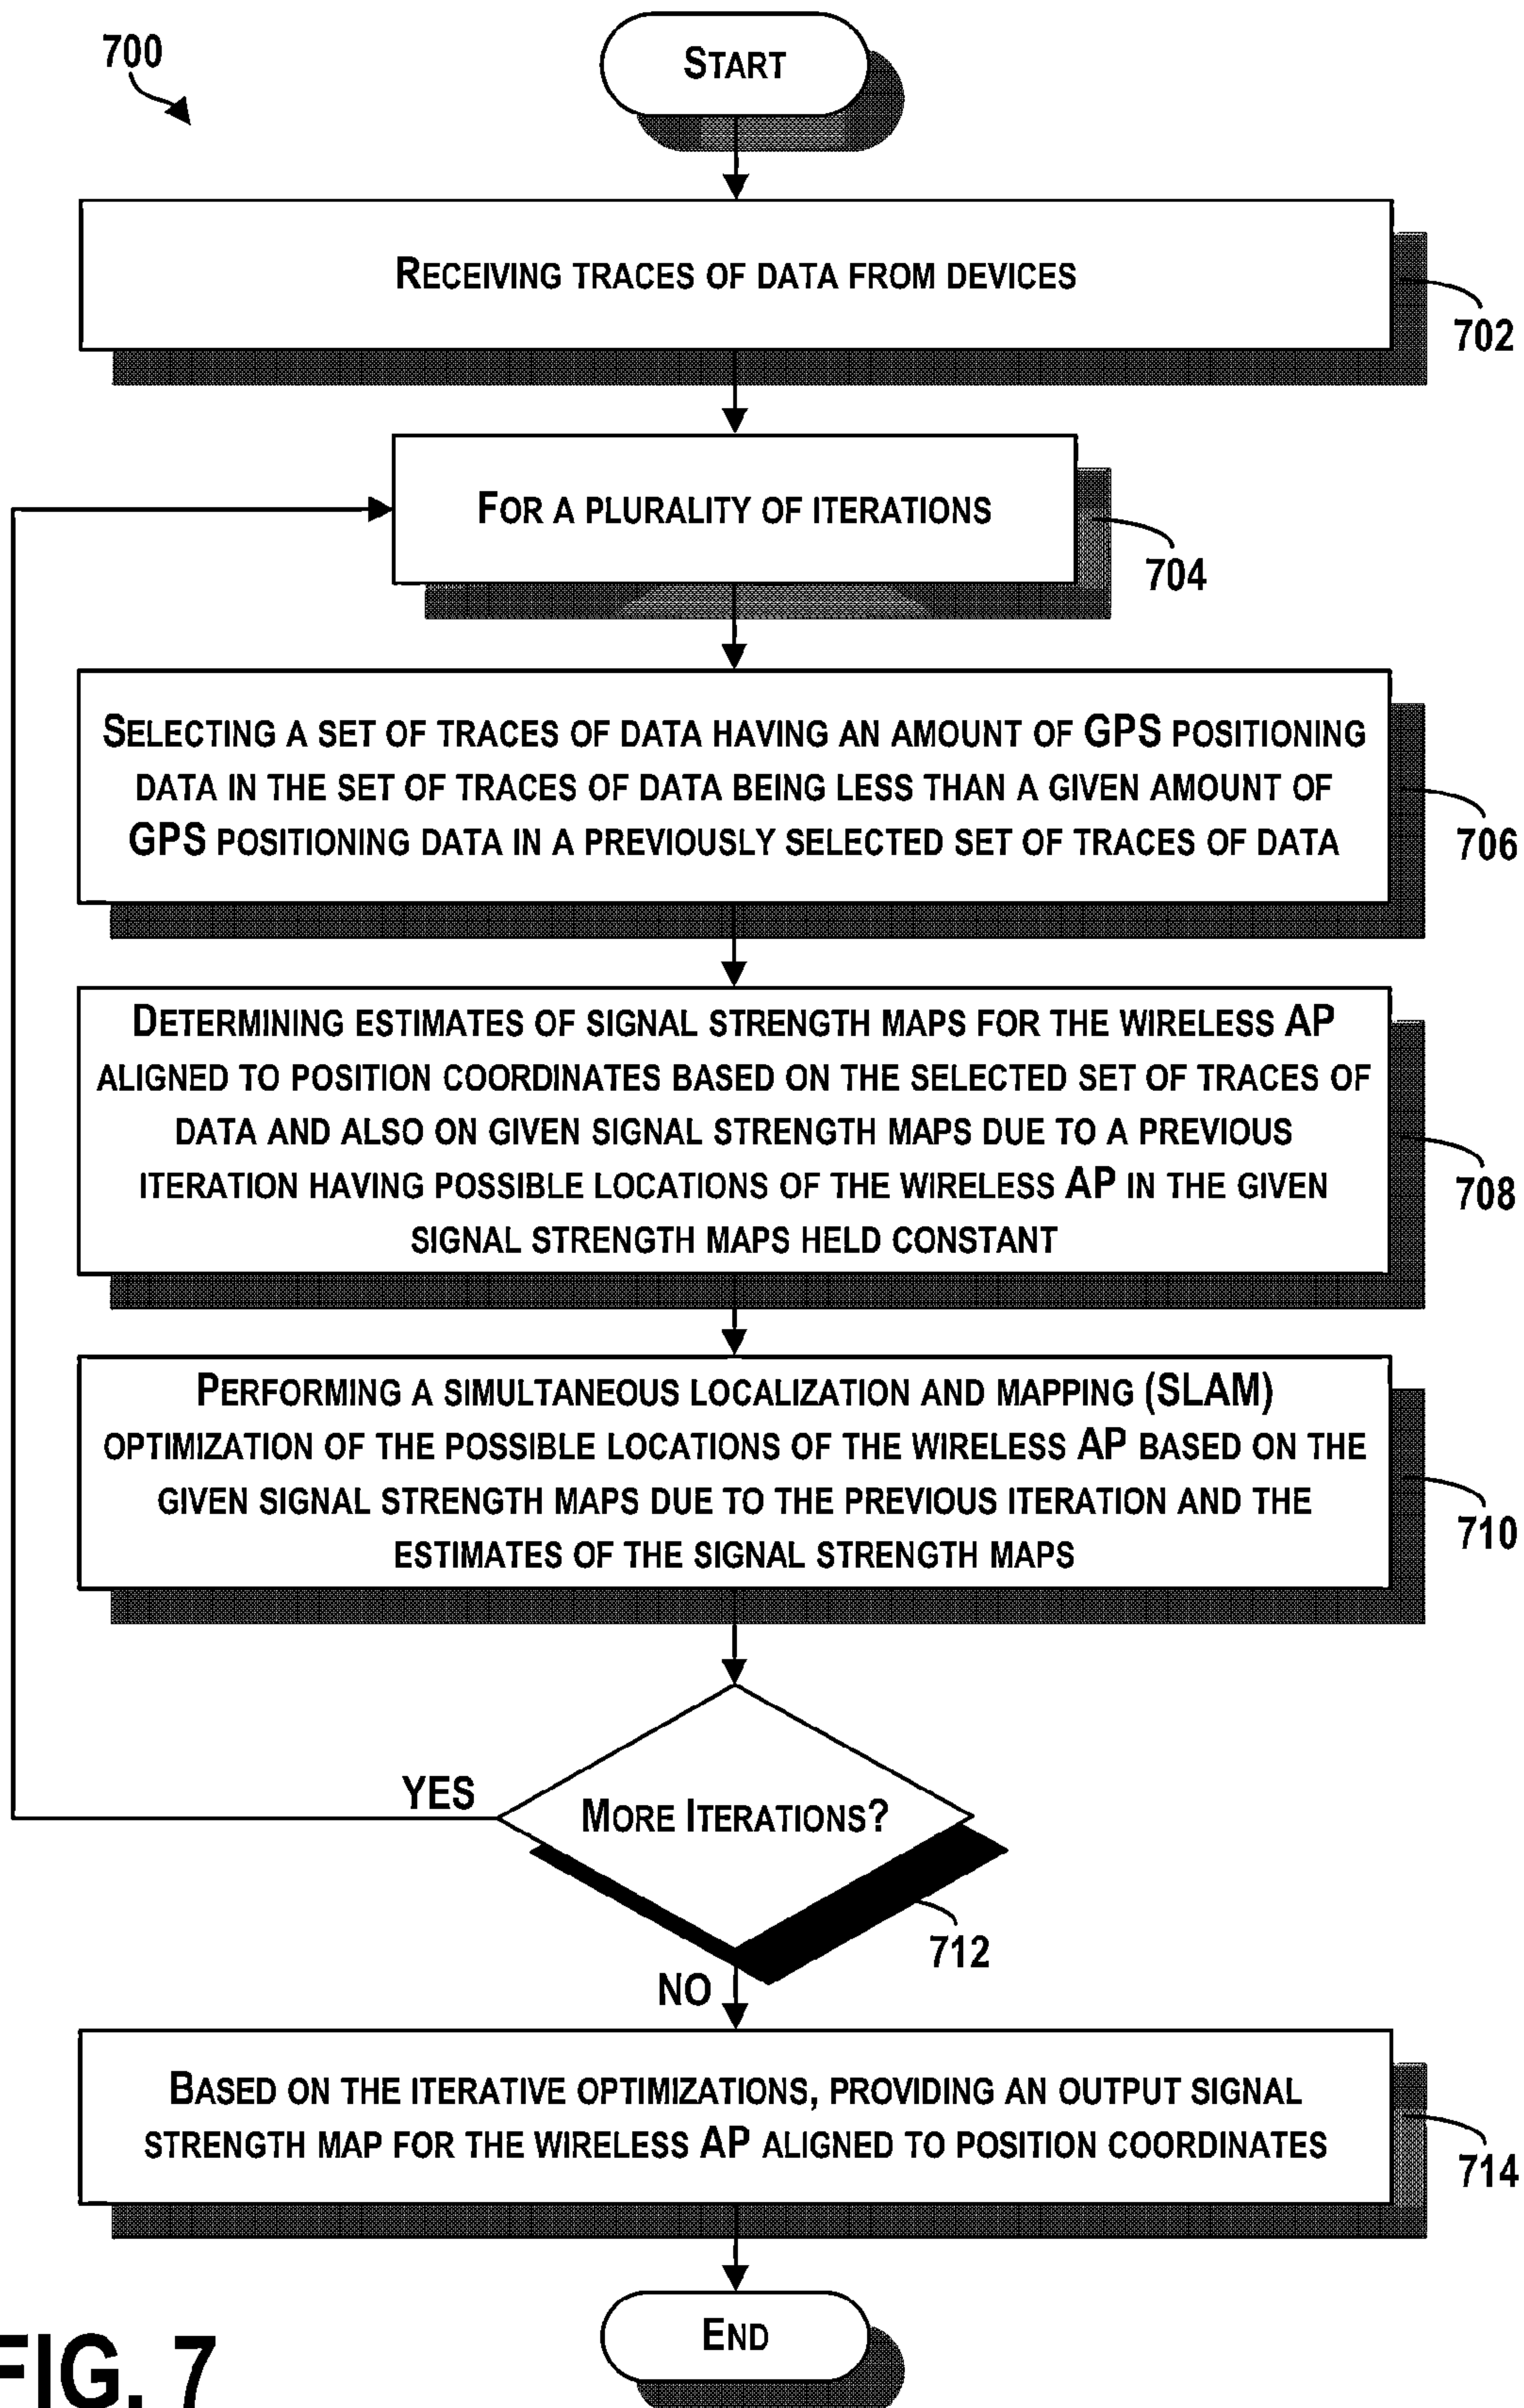 700
START
RECEIVING TRACES OF DATA FROM DEVICES
702
FOR A PLURALITY OF ITERATIONS
704
SELECTING A SET OF TRACES OF DATA HAVING AN AMOUNT OF GPS POSITIONING
DATA IN THE SET OF TRACES OF DATA BEING LESS THAN A GIVEN AMOUNT OF
GPS POSITIONING DATA IN A PREVIOUSLY SELECTED SET OF TRACES OF DATA
706
DETERMINING ESTIMATES OF SIGNAL STRENGTH MAPS FOR THE WIRELESS AP
ALIGNED TO POSITION COORDINATES BASED ON THE SELECTED SET OF TRACES OF
DATA AND ALSO ON GIVEN SIGNAL STRENGTH MAPS DUE TO A PREVIOUS
ITERATION HAVING POSSIBLE LOCATIONS OF THE WIRELESS AP IN THE GIVEN
SIGNAL STRENGTH MAPS HELD CONSTANT
708
PERFORMING A SIMULTANEOUS LOCALIZATION AND MAPPING (SLAM)
OPTIMIZATION OF THE POSSIBLE LOCATIONS OF THE WIRELESS AP BASED ON THE
GIVEN SIGNAL STRENGTH MAPS DUE TO THE PREVIOUS ITERATION AND THE
ESTIMATES OF THE SIGNAL STRENGTH MAPS
710
YES
MORE ITERATIONS?
712
NO
BASED ON THE ITERATIVE OPTIMIZATIONS, PROVIDING AN OUTPUT SIGNAL
STRENGTH MAP FOR THE WIRELESS AP ALIGNED TO POSITION COORDINATES
714
END
FIG. 7